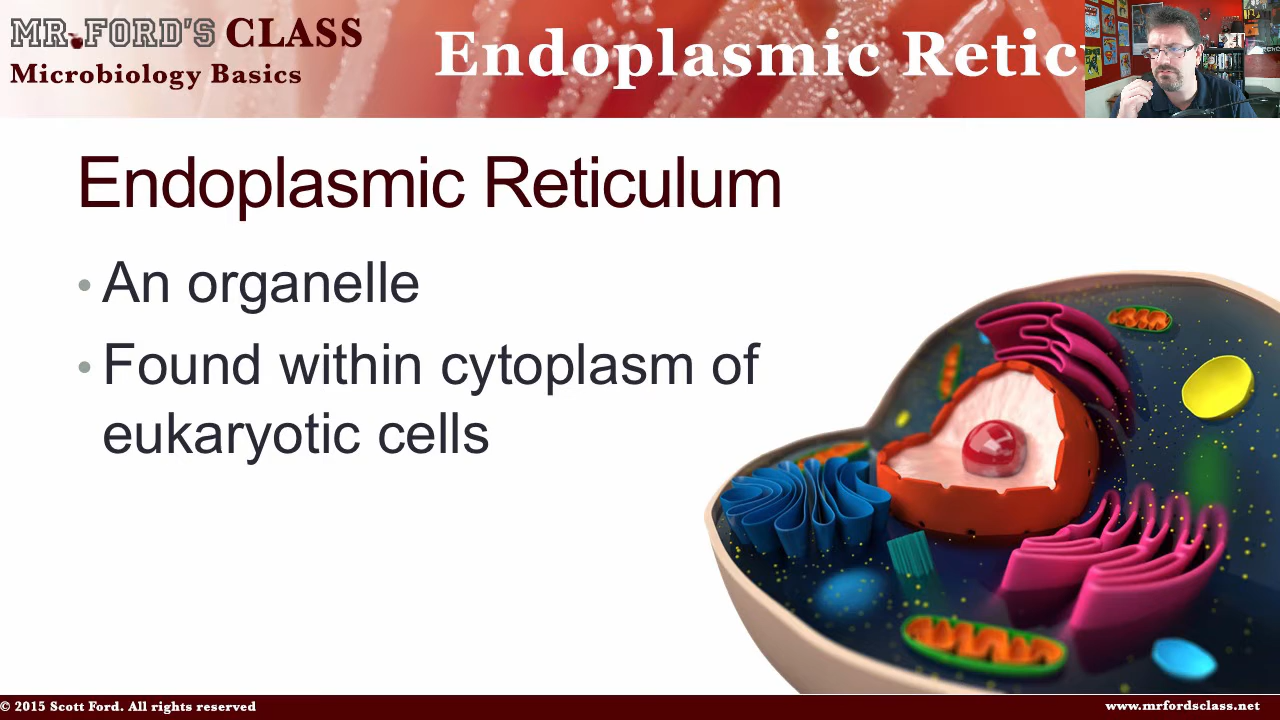 MR. FORD'S CLASS
Microbiology Basics
Endoplasmic Retic
Endoplasmic Reticulum
• An organelle
• Found within cytoplasm of
eukaryotic cells
© 2015 Scott Ford. All rights reserved
www.mrfordsclass.net